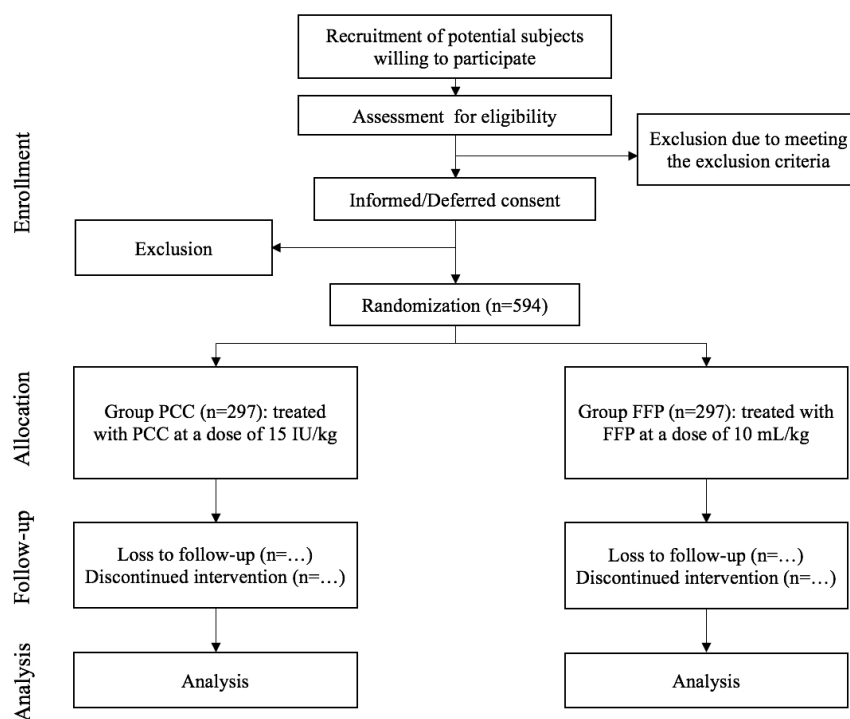 Recruitment of potential subjects
willing to participate
Assessment for eligibility
Exclusion due to meeting
the exclusion criteria
Enrollment
Informed/Deferred consent
Exclusion
Randomization (n=594)
Allocation
Group PCC (n=297): treated
with PCC at a dose of 15 IU/kg
Group FFP (n=297): treated with
FFP at a dose of 10 mL/kg
Follow-up
Loss to follow-up (n=…)
Discontinued intervention (n=…)
Loss to follow-up (n=…)
Discontinued intervention (n=…)
Analysis
Analysis
Analysis